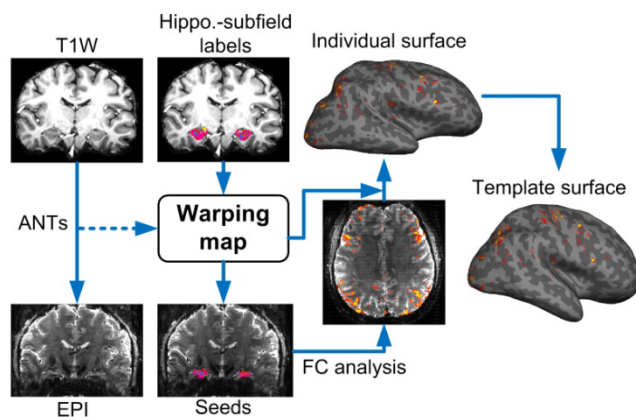 T1W
Hippo.-subfield
labels
Individual surface
ANTs
Warping
map
Template surface
EPI
Seeds
FC analysis